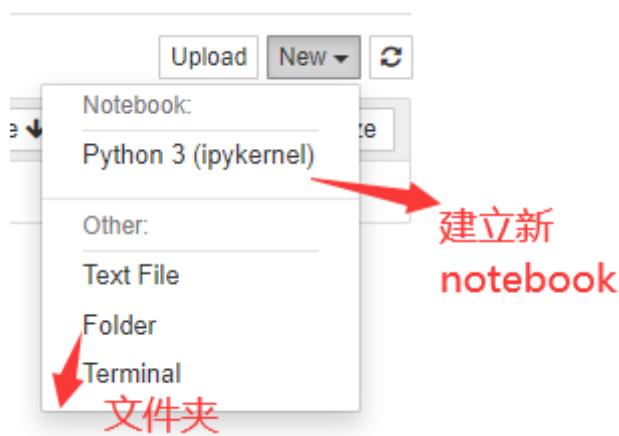 Upload New
Notebook:
Python 3 (ipykernel)
建立新
notebook
Other:
Text File
Folder
Terminal
文件夹